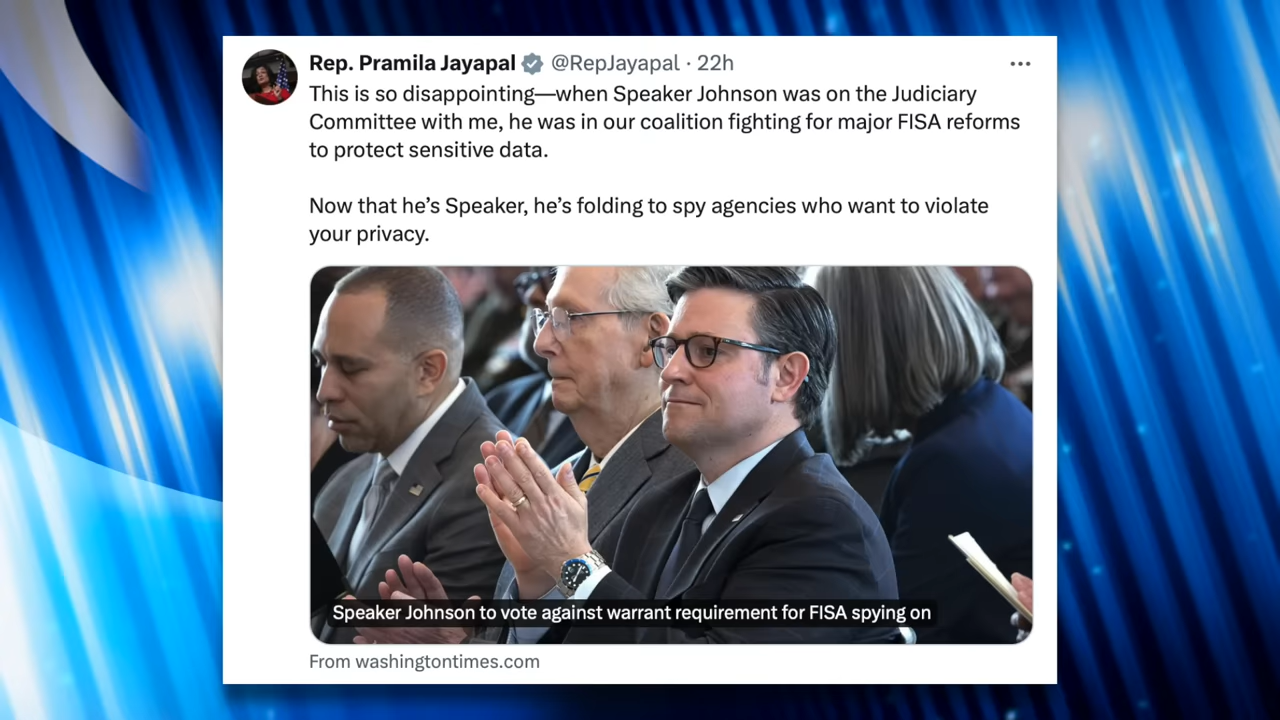 Rep. Pramila Jayapal @RepJayapal · 22h
This is so disappointing—when Speaker Johnson was on the Judiciary
Committee with me, he was in our coalition fighting for major FISA reforms
to protect sensitive data.
Now that he’s Speaker, he’s folding to spy agencies who want to violate
your privacy.
Speaker Johnson to vote against warrant requirement for FISA spying on
From washingtontimes.com